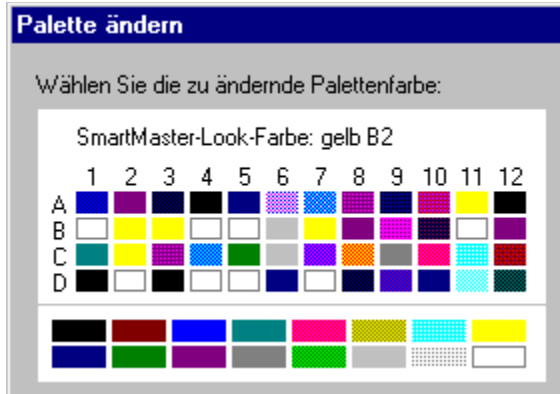 Palette ändern
Wählen Sie die zu ändernde Palettenfarbe:
SmartMaster-Look-Farbe: gelb B2
1 2 3 4 5 6 7 8 9 10 11 12
A
B
C
D